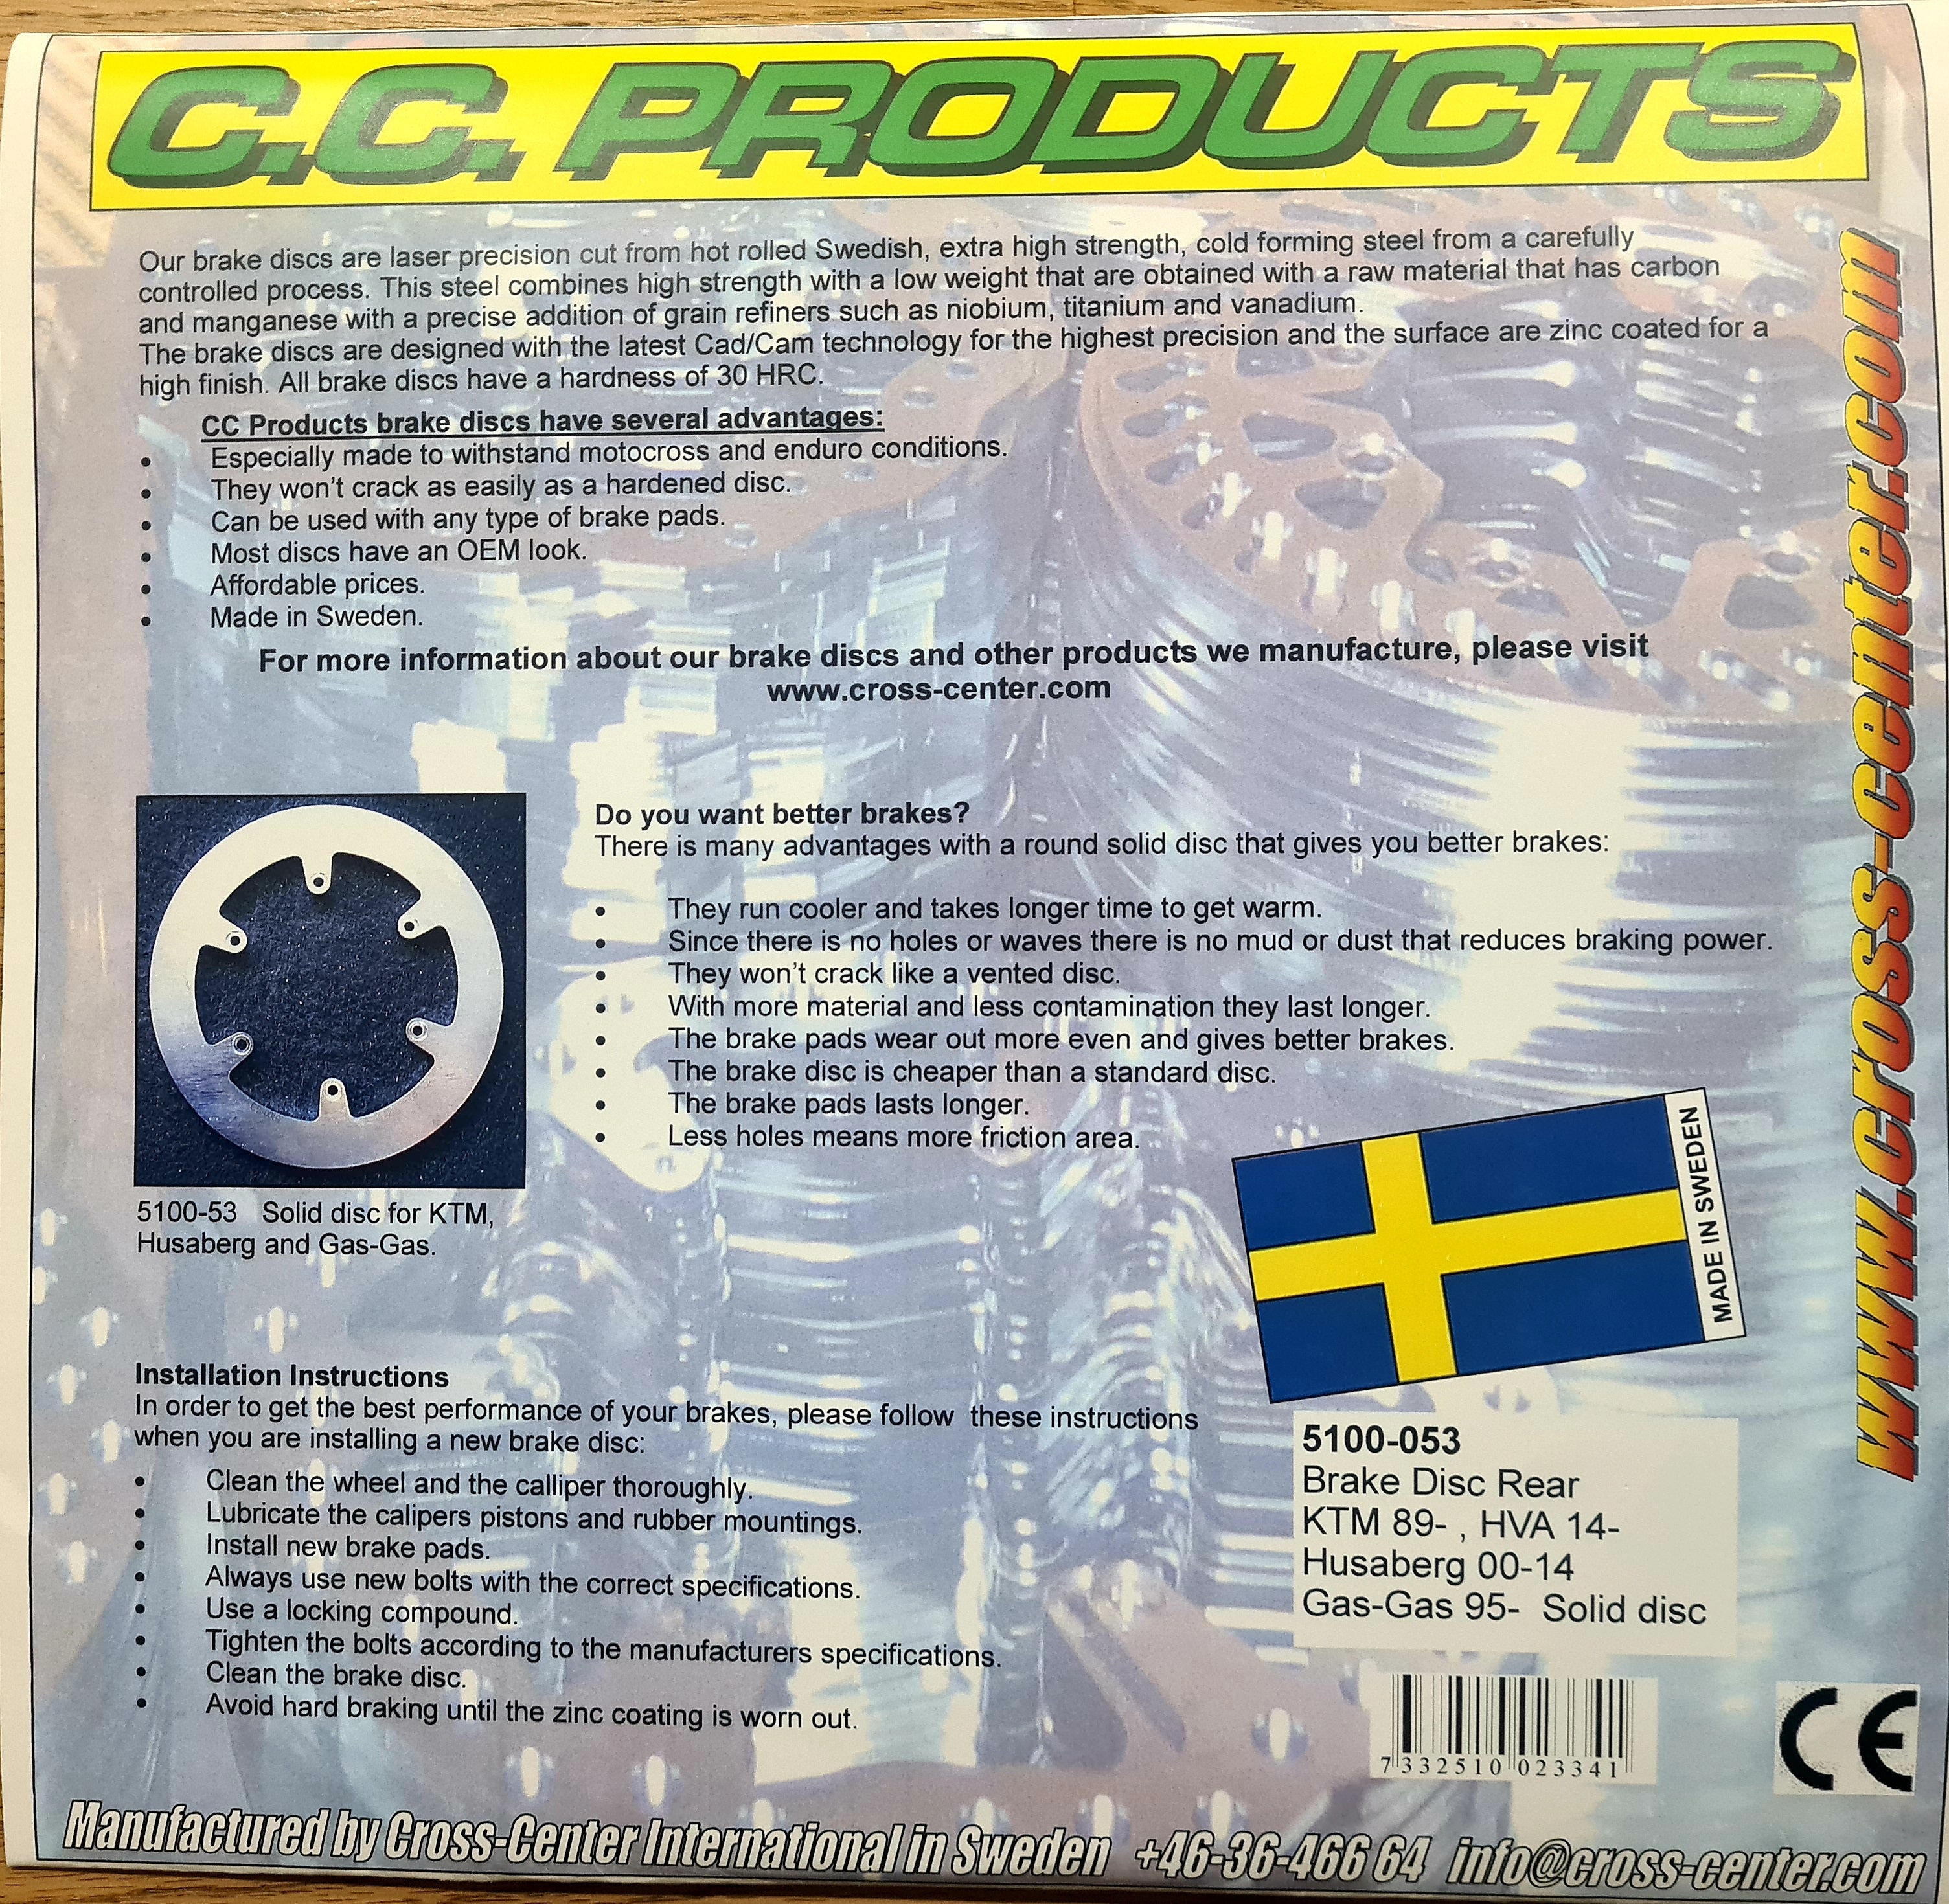 C.C. PRODUCTS
Our brake discs are laser precision cut from hot rolled Swedish, extra high strength, cold forming steel from a carefully
controlled process. This steel combines high strength with a low weight that are obtained with a raw material that has carbon
and manganese with a precise addition of grain refiners such as niobium, titanium and vanadium.
The brake discs are designed with the latest Cad/Cam technology for the highest precision and the surface are zinc coated for a
high finish. All brake discs have a hardness of 30 HRC.
CC Products brake discs have several advantages:
• Especially made to withstand motocross and enduro conditions.
• They won't crack as easily as a hardened disc.
• Can be used with any type of brake pads.
• Most discs have an OEM look.
• Affordable prices.
• Made in Sweden.
For more information about our brake discs and other products we manufacture, please visit
www.cross-center.com
www.cross-center.com
Do you want better brakes?
There is many advantages with a round solid disc that gives you better brakes:
• They run cooler and takes longer time to get warm.
• Since there is no holes or waves there is no mud or dust that reduces braking power.
• They won't crack like a vented disc.
• With more material and less contamination they last longer.
• The brake pads wear out more even and gives better brakes.
• The brake disc is cheaper than a standard disc.
• The brake pads lasts longer.
• Less holes means more friction area.
5100-53 Solid disc for KTM,
Husaberg and Gas-Gas.
MADE IN SWEDEN
Installation Instructions
In order to get the best performance of your brakes, please follow these instructions
when you are installing a new brake disc:
• Clean the wheel and the calliper thoroughly.
• Lubricate the calipers pistons and rubber mountings.
• Install new brake pads.
• Always use new bolts with the correct specifications.
• Use a locking compound.
• Tighten the bolts according to the manufacturers specifications.
• Clean the brake disc.
• Avoid hard braking until the zinc coating is worn out.
5100-053
Brake Disc Rear
KTM 89- , HVA 14-
Husaberg 00-14
Gas-Gas 95- Solid disc
7 332510 023341
CE
Manufactured by Cross-Center International in Sweden +46-36-466 64 info@cross-center.com